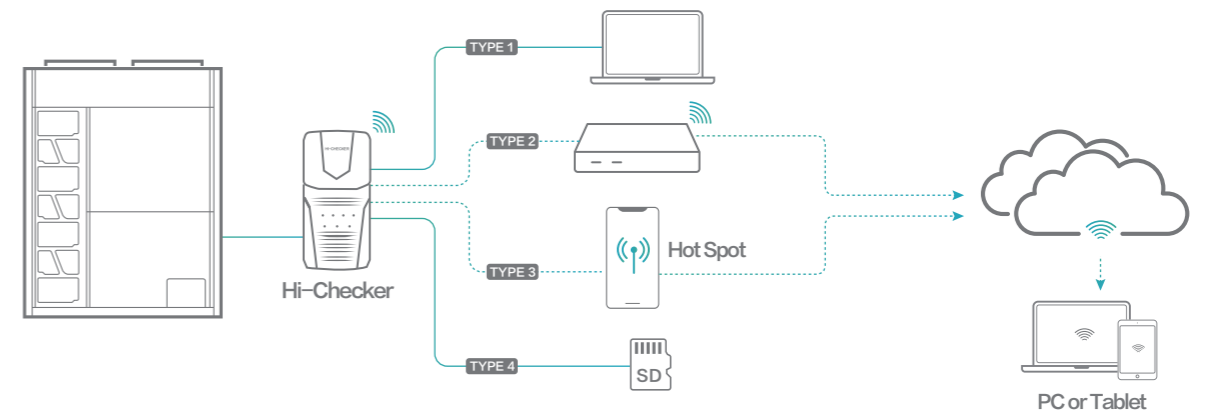 TYPE 1
HI-CHECKER
TYPE 2
TYPE 3
Hot Spot
Hi-Checker
TYPE 4
SD
PC or Tablet